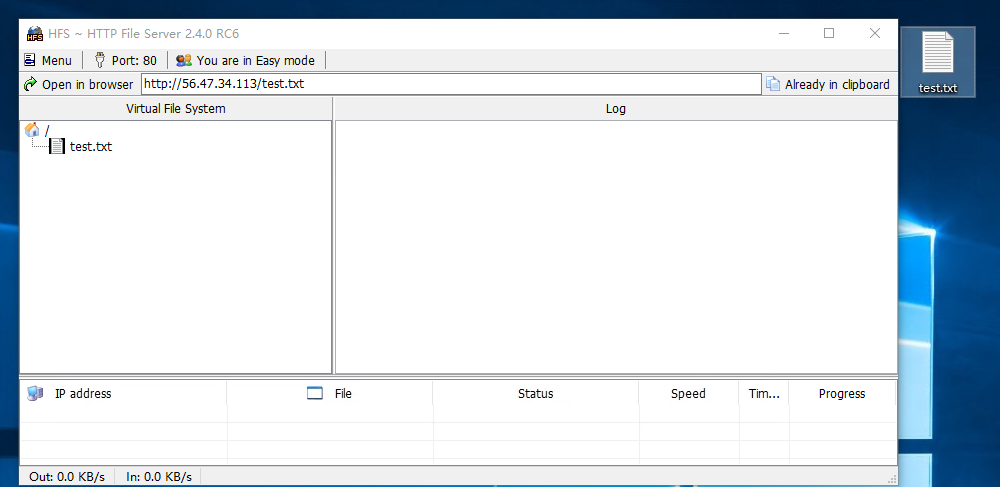 HFS ~ HTTP File Server 2.4.0 RC6
Menu Port: 80 You are in Easy mode
Open in browser http://56.47.34.113/test.txt Already in clipboard
Virtual File System Log
/
test.txt
IP address File Status Speed Tim... Progress
Out: 0.0 KB/s In: 0.0 KB/s
test.txt